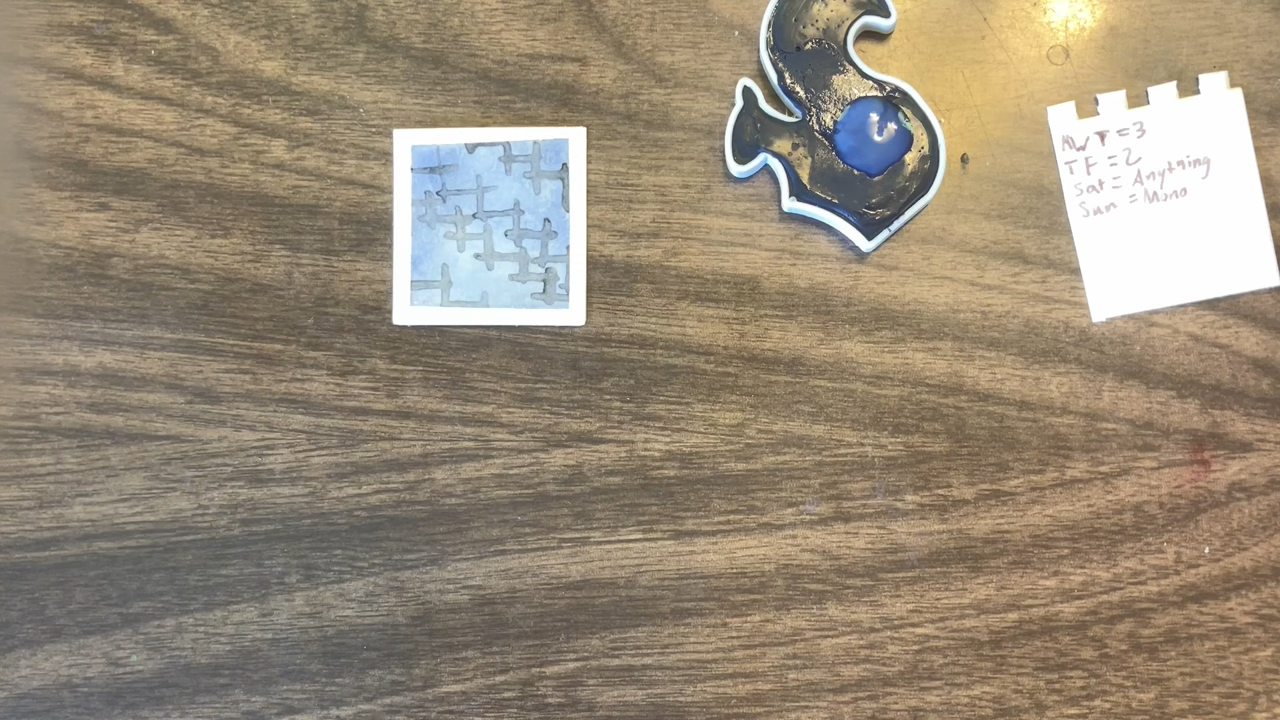 MWT = 3
TF = 2
Sat = Anything
Sun = Mono